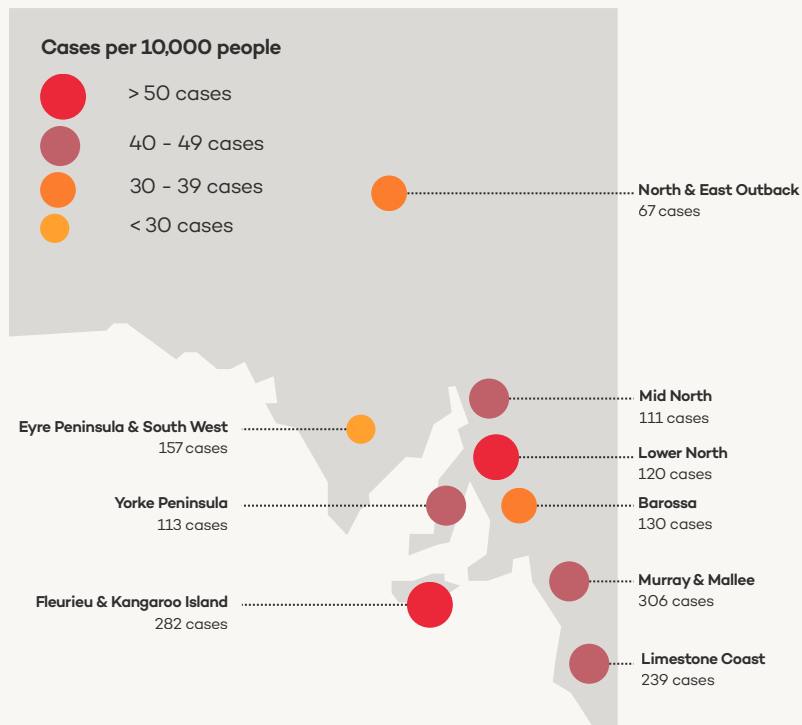 Cases per 10,000 people
> 50 cases
40 - 49 cases
30 - 39 cases
< 30 cases
North & East Outback
67 cases
Mid North
111 cases
Eyre Peninsula & South West
157 cases
Lower North
120 cases
Yorke Peninsula
113 cases
Barossa
130 cases
Murray & Mallee
306 cases
Fleurieu & Kangaroo Island
282 cases
Limestone Coast
239 cases